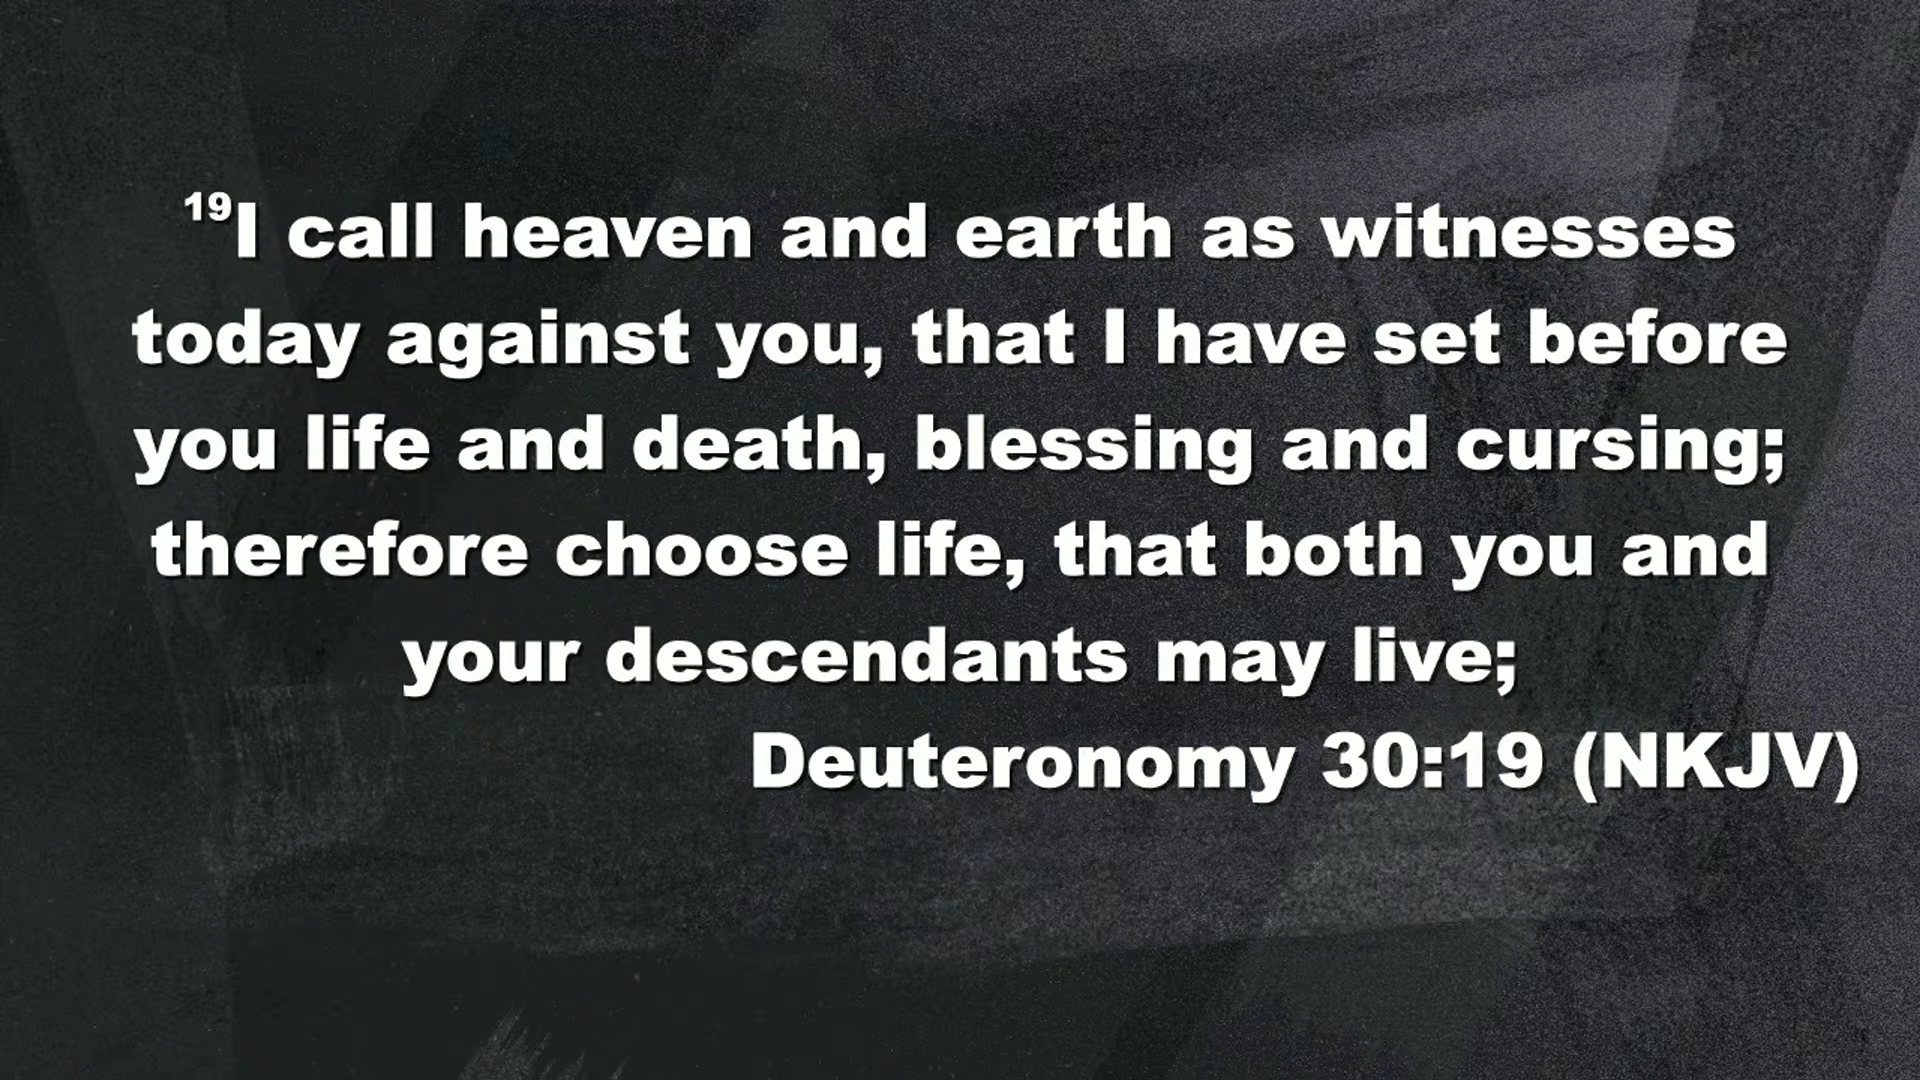 ¹⁹I call heaven and earth as witnesses
today against you, that I have set before
you life and death, blessing and cursing;
therefore choose life, that both you and
your descendants may live;
Deuteronomy 30:19 (NKJV)